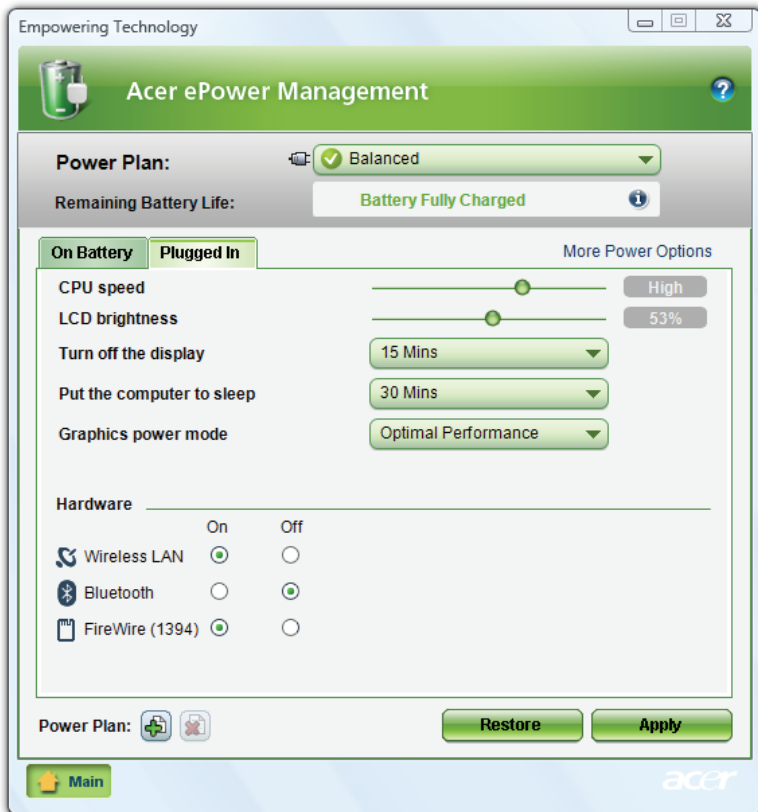 Empowering Technology
Acer ePower Management
?
Power Plan: Balanced
Remaining Battery Life: Battery Fully Charged
On Battery Plugged In More Power Options
CPU speed High
LCD brightness 53%
Turn off the display 15 Mins
Put the computer to sleep 30 Mins
Graphics power mode Optimal Performance
Hardware
On Off
Wireless LAN
Bluetooth
FireWire (1394)
Power Plan: Restore Apply
Main acer